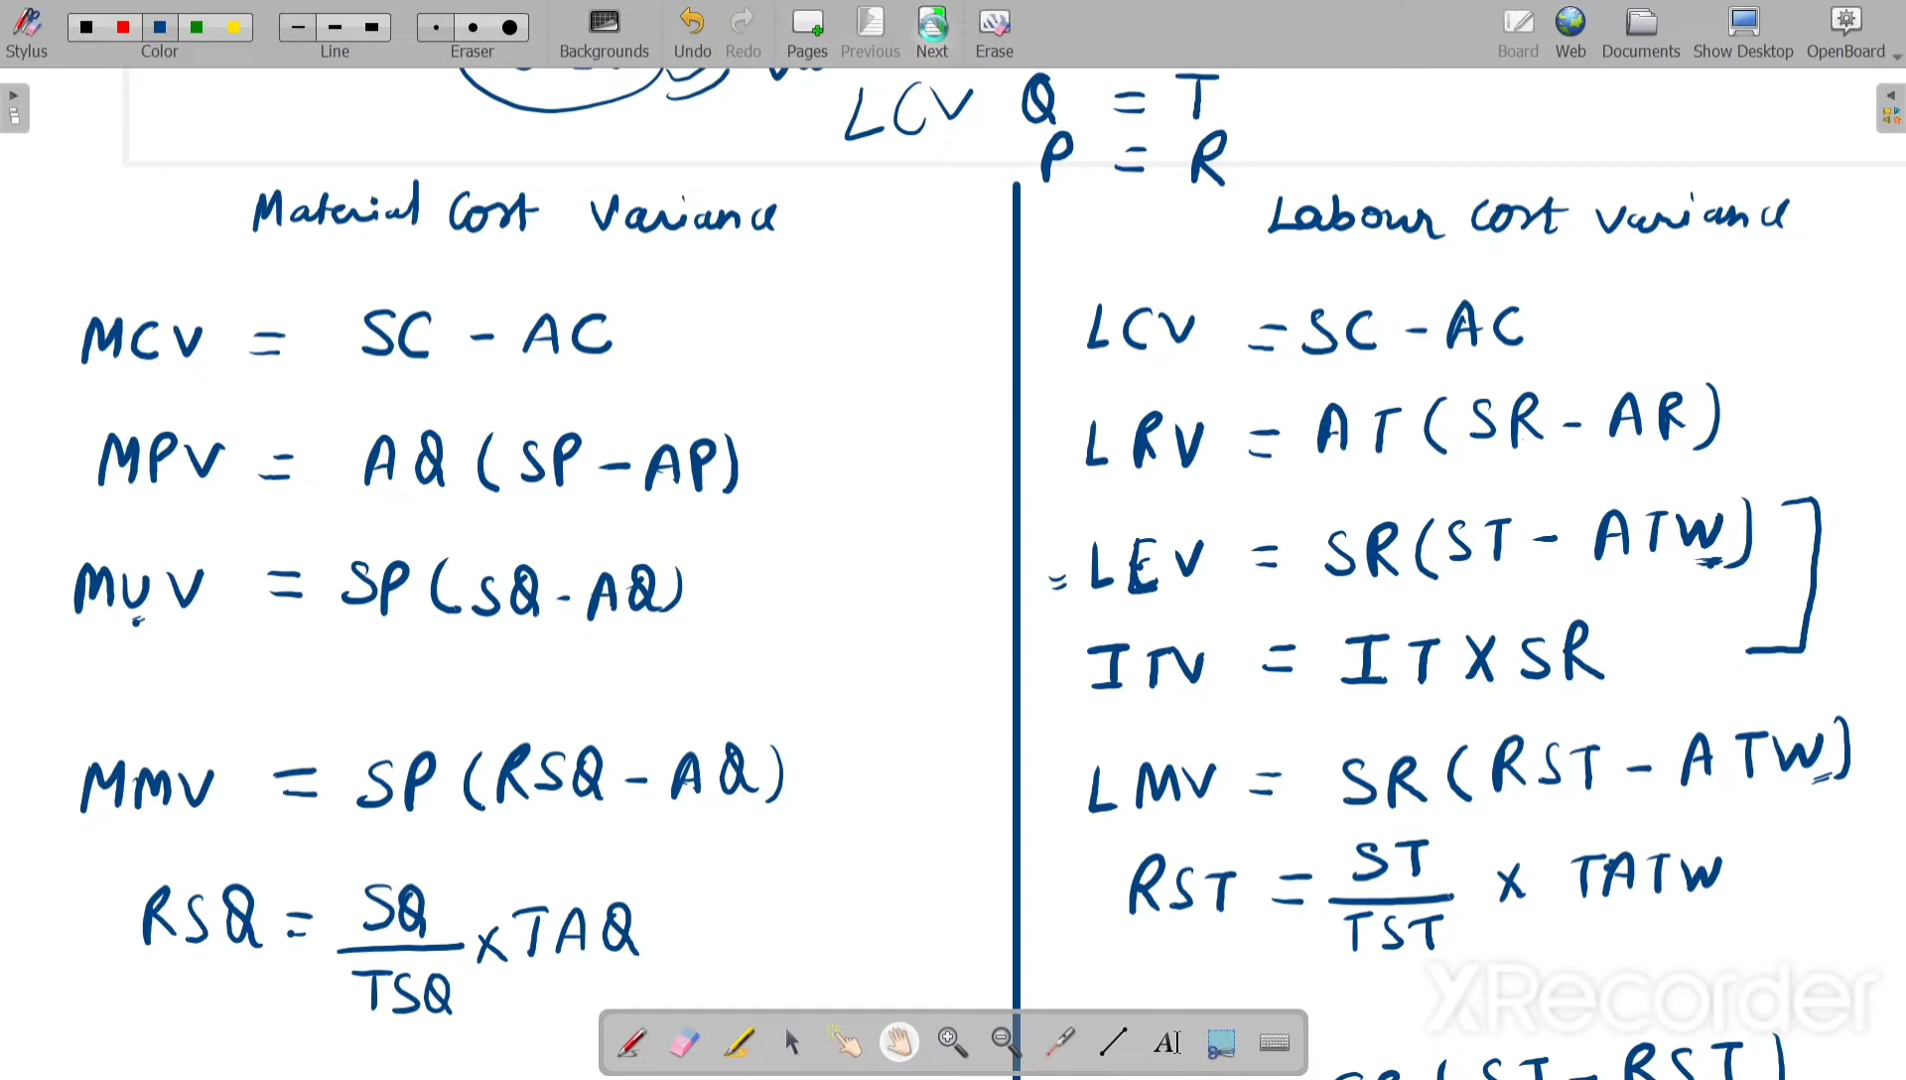 Stylus
Color
Line
Eraser
Backgrounds
Undo
Redo
Pages
Previous
Next
Erase
Board
Web
Documents
Show Desktop
OpenBoard
LCV Q = T
P = R
Material Cost Variance
MCV = SC - AC
MPV = AQ (SP - AP)
MUV = SP (SQ - AQ)
MMV = SP (RSQ - AQ)
RSQ = SQ / TSQ x TAQ
Labour cost variance
LCV = SC - AC
LRV = AT (SR - AR)
= LEV = SR (ST - ATW)
ITV = IT X SR
LMV = SR (RST - ATW)
RST = ST / TST x TATW
(ST - RST)
XRecorder